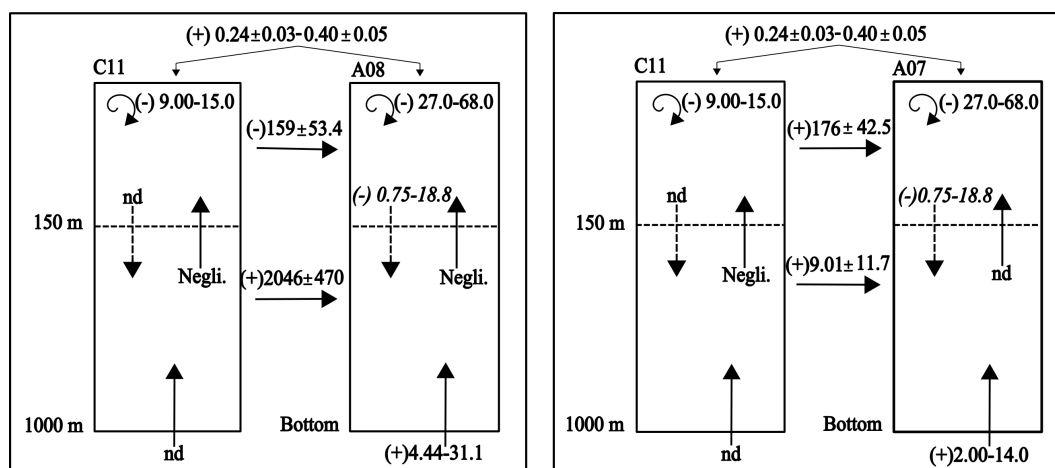 (+) 0.24±0.03-0.40±0.05
C11
A08
(-) 9.00-15.0
(-) 27.0-68.0
(-)159±53.4
nd
(-) 0.75-18.8
150 m
Negli.
Negli.
(+)2046±470
1000 m
Bottom
nd
(+)4.44-31.1
(+) 0.24±0.03-0.40±0.05
C11
A07
(-) 9.00-15.0
(-) 27.0-68.0
(+)176±42.5
nd
(-)0.75-18.8
150 m
Negli.
nd
(+)9.01±11.7
1000 m
Bottom
nd
(+)2.00-14.0